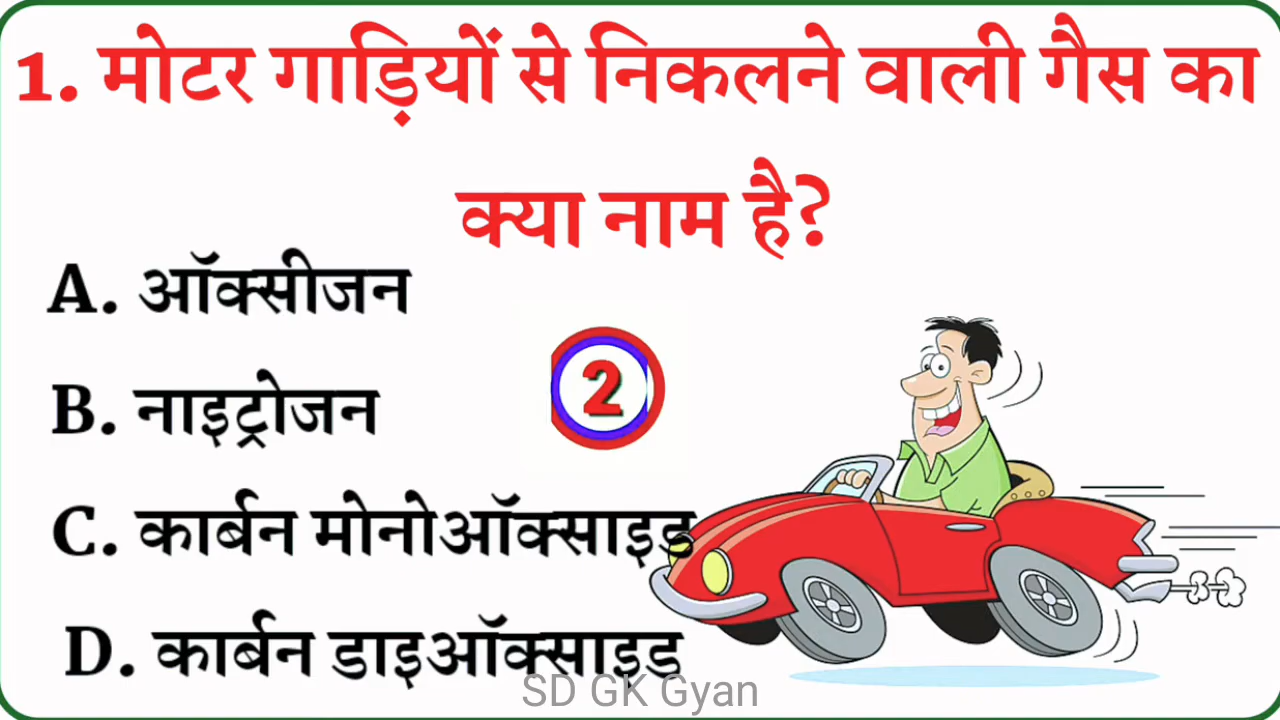 1. मोटर गाड़ियों से निकलने वाली गैस का
क्या नाम है?
A. ऑक्सीजन
B. नाइट्रोजन
2
C. कार्बन मोनोऑक्साइड
D. कार्बन डाइऑक्साइड
SD GK Gyan